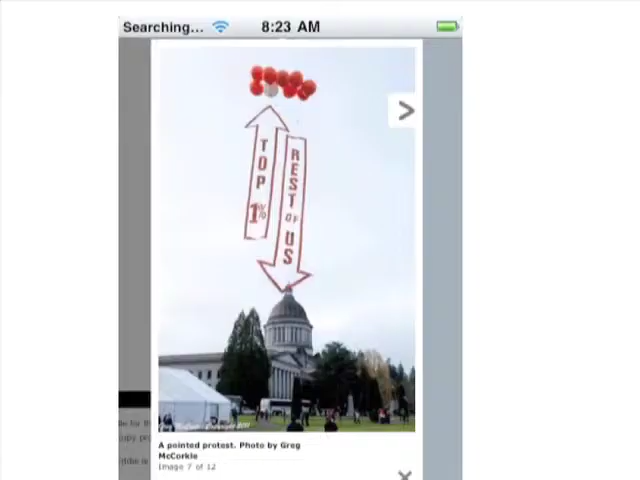 Searching...
8:23 AM
TOP 1%
REST OF US
A pointed protest. Photo by Greg
McCorkle
Image 7 of 12